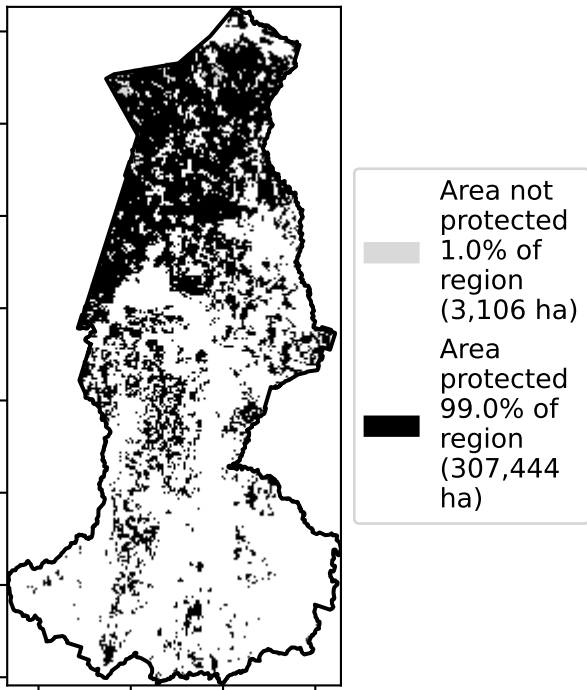 Area not
protected
1.0% of
region
(3,106 ha)
Area
protected
99.0% of
region
(307,444
ha)